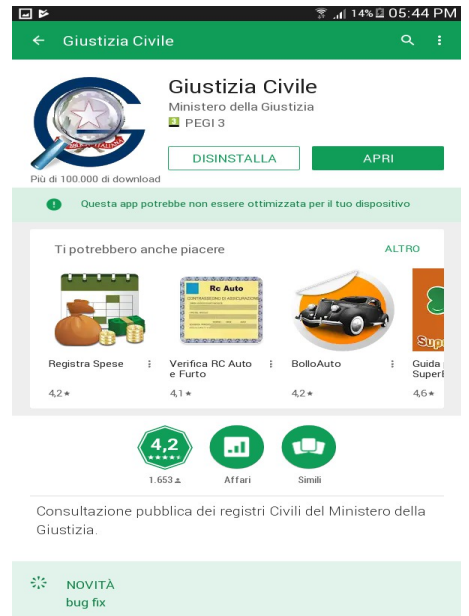 14% 05:44 PM
Giustizia Civile
Giustizia Civile
Ministero della Giustizia
3 PEGI 3
DISINSTALLA
APRI
Più di 100.000 di download
Questa app potrebbe non essere ottimizzata per il tuo dispositivo
Ti potrebbero anche piacere
ALTRO
Rc Auto
Registra Spese
Verifica RC Auto
e Furto
BolloAuto
Guida
4,2★
4,1★
4,2★
4,6★
4,2
1.653
Affari
Simili
Consultazione pubblica dei registri Civili del Ministero della
Giustizia.
NOVITÀ
bug fix